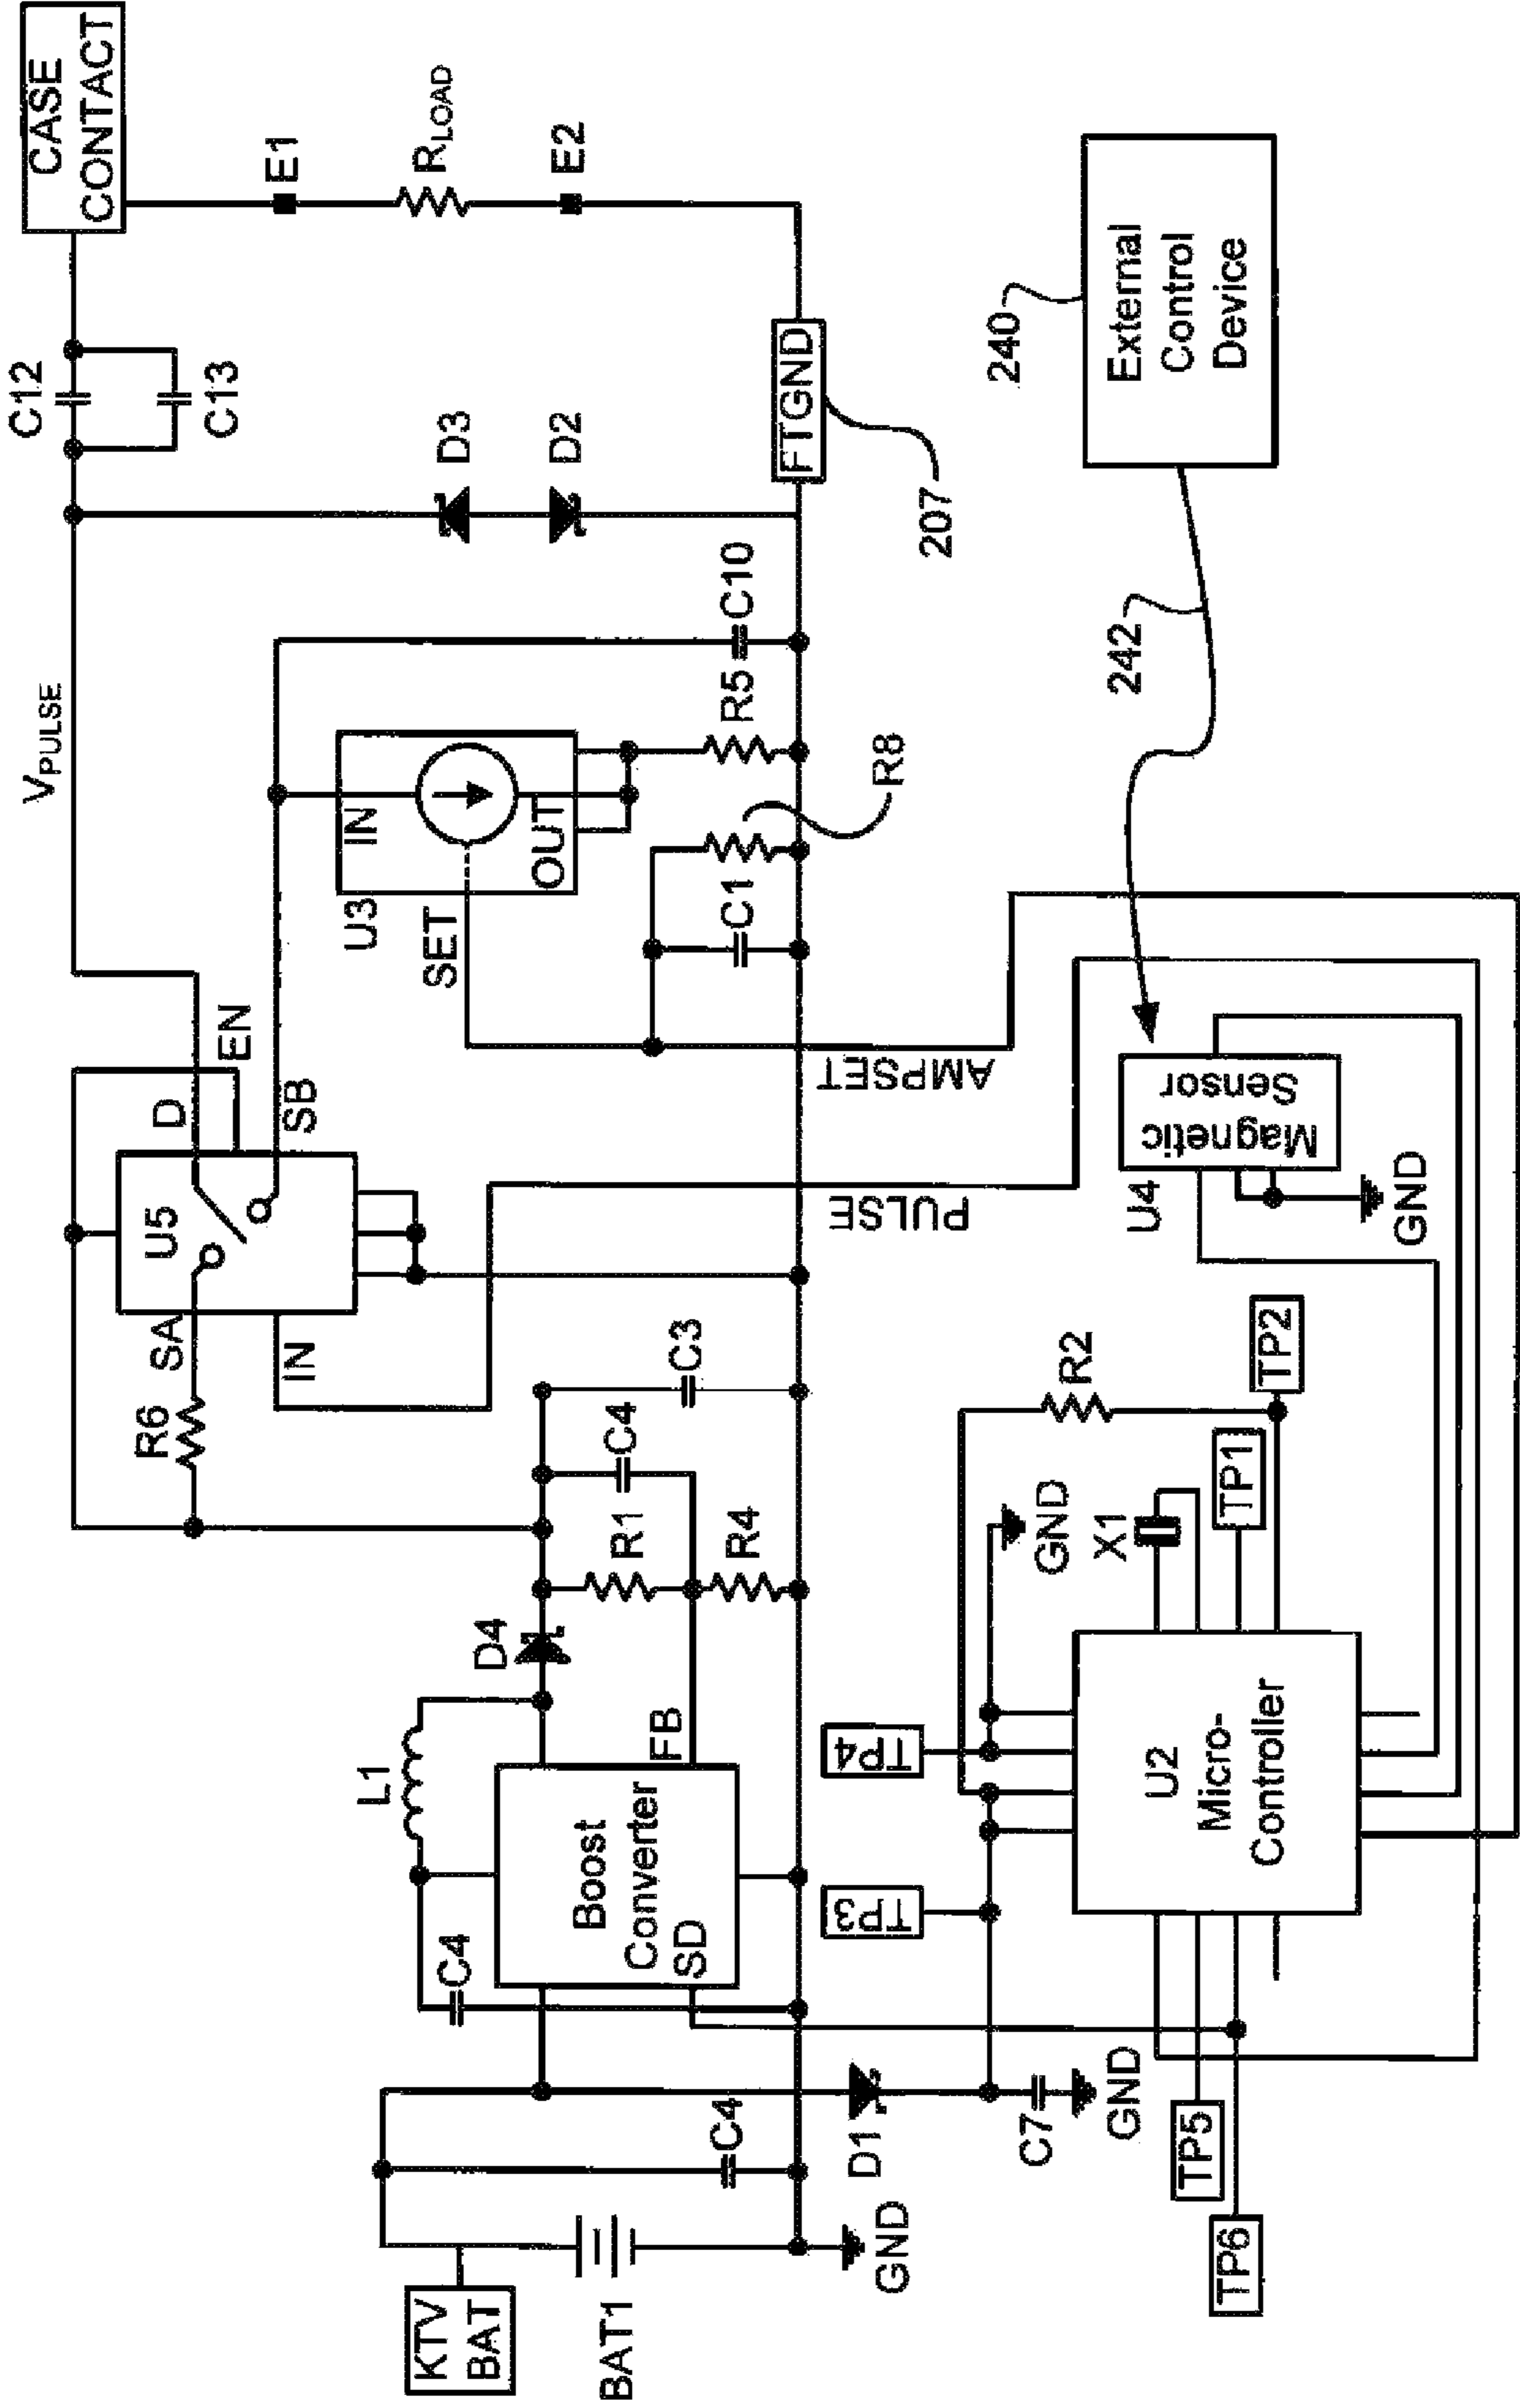 CASE
CONTACT
C12
C13
E1
R_LOAD
E2
V_PULSE
D3
D2
FTGND
207
C10
R5
R8
C1
U3
IN
OUT
SET
AMPSET
D
EN
SB
U5
SA
IN
R6
PULSE
C3
C4
R1
R4
D4
L1
FB
Boost
Converter
SD
C4
C4
KTV
BAT
BAT1
GND
D1
C7
GND
TP3
TP4
GND
R2
X1
TP1
TP2
U2
Micro-
Controller
TP5
TP6
U4
Magnetic
Sensor
GND
242
240
External
Control
Device